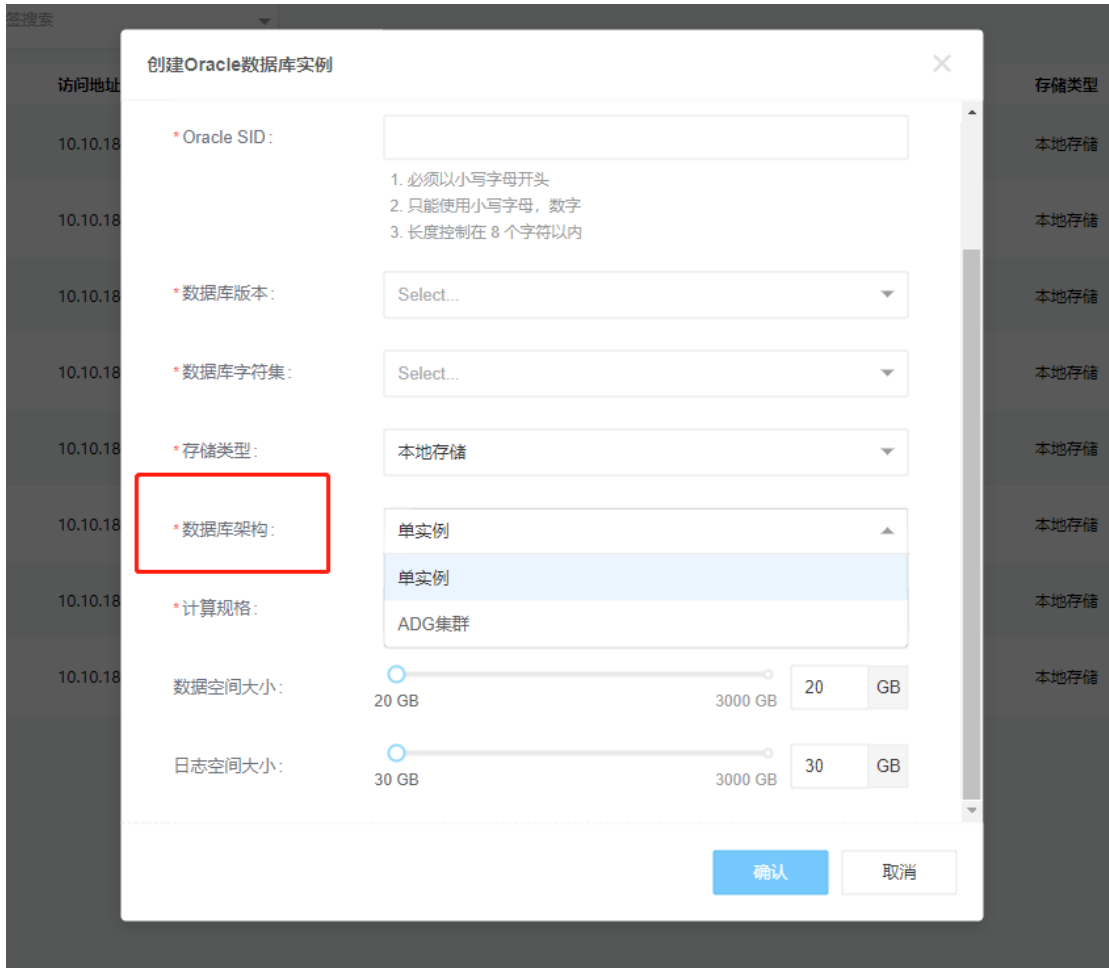 签搜索
创建Oracle数据库实例
访问地址
存储类型
* Oracle SID :
10.10.18
本地存储
1. 必须以小写字母开头
2. 只能使用小写字母，数字
3. 长度控制在 8 个字符以内
10.10.18
本地存储
* 数据库版本 :
Select...
10.10.18
本地存储
* 数据库字符集 :
Select...
10.10.18
本地存储
* 存储类型 :
本地存储
10.10.18
本地存储
* 数据库架构 :
单实例
10.10.18
本地存储
单实例
ADG集群
* 计算规格 :
10.10.18
本地存储
数据空间大小 :
20 GB
3000 GB
20
GB
10.10.18
本地存储
日志空间大小 :
30 GB
3000 GB
30
GB
确认
取消